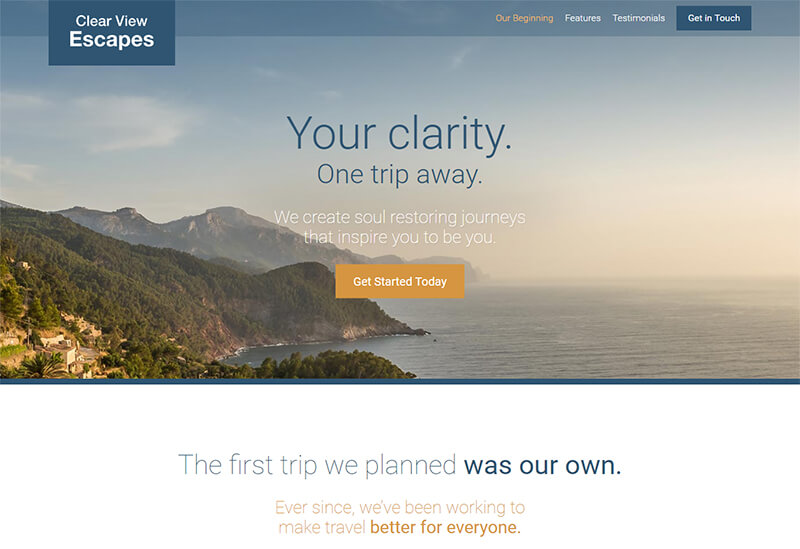 Clear View
Escapes
Our Beginning Features Testimonials Get in Touch
Your clarity.
One trip away.
We create soul restoring journeys
that inspire you to be you.
Get Started Today
The first trip we planned was our own.
Ever since, we've been working to
make travel better for everyone.